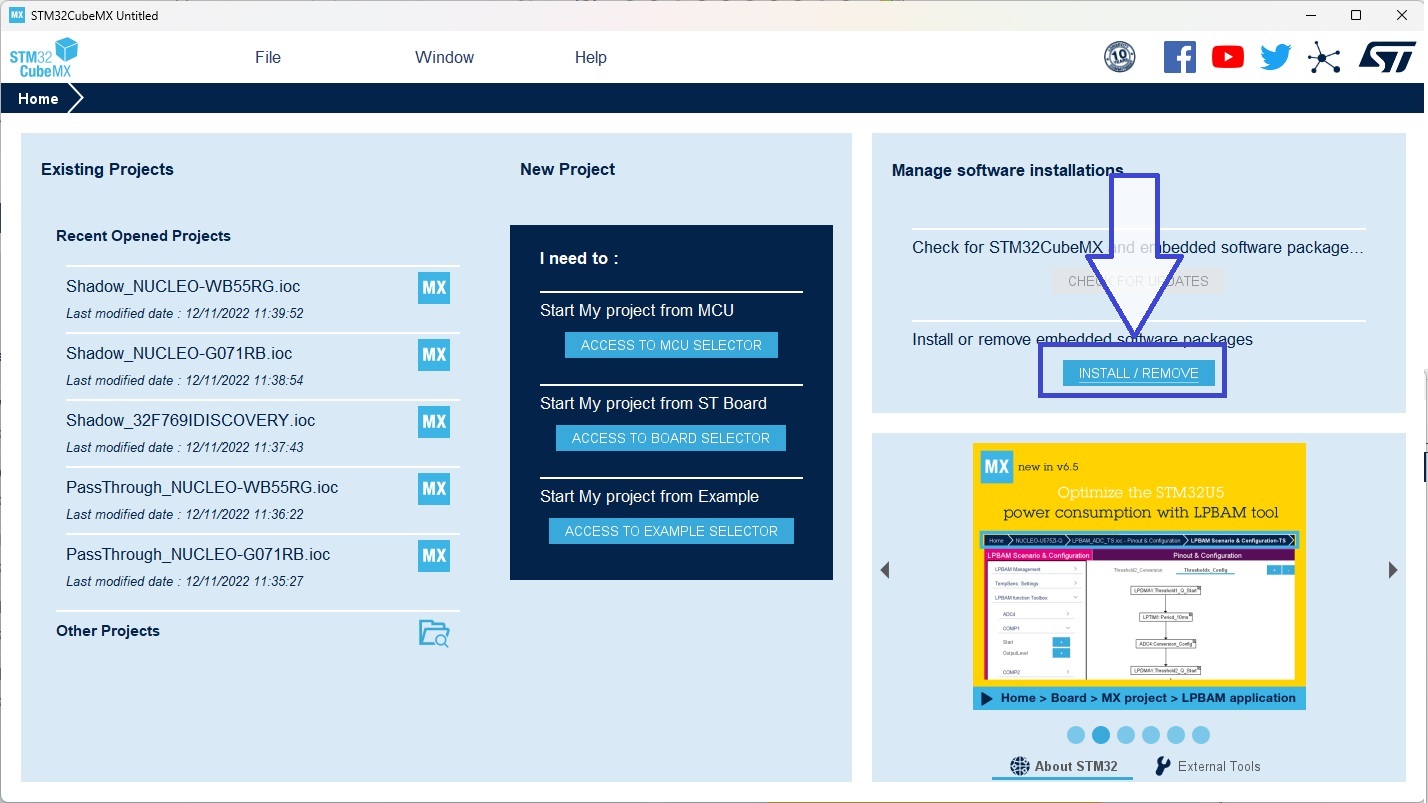 MX STM32CubeMX Untitled
STM32
CubeMX
File
Window
Help
10
Home
Existing Projects
Recent Opened Projects
Shadow_NUCLEO-WB55RG.ioc
MX
Last modified date : 12/11/2022 11:39:52
Shadow_NUCLEO-G071RB.ioc
MX
Last modified date : 12/11/2022 11:38:54
Shadow_32F769IDISCOVERY.ioc
MX
Last modified date : 12/11/2022 11:37:43
PassThrough_NUCLEO-WB55RG.ioc
MX
Last modified date : 12/11/2022 11:36:22
PassThrough_NUCLEO-G071RB.ioc
MX
Last modified date : 12/11/2022 11:35:27
Other Projects
New Project
I need to :
Start My project from MCU
ACCESS TO MCU SELECTOR
Start My project from ST Board
ACCESS TO BOARD SELECTOR
Start My project from Example
ACCESS TO EXAMPLE SELECTOR
Manage software installations
Check for STM32CubeMX and embedded software package...
CHECK FOR UPDATES
Install or remove embedded software packages
INSTALL / REMOVE
MX new in v6.5
Optimize the STM32U5
power consumption with LPBAM tool
Home NUCLEO-U575ZI-Q LPBAM_ADC_TS.ioc - Pinout & Configuration LPBAM Scenario & Configuration-TS
LPBAM Scenario & Configuration
Pinout & Configuration
LPBAM Management
TempSens. Settings
LPBAM function Toolbox
ADC4
COMP1
Start
OutputLevel
COMP2
Threshold2_Conversion
Thresholds_Config
LPDMA1:Threshold1_Q_Start
LPTIM1:Period_10ms
ADC4:Conversion_Config
LPDMA1:Threshold2_Q_Start
Home > Board > MX project > LPBAM application
About STM32
External Tools